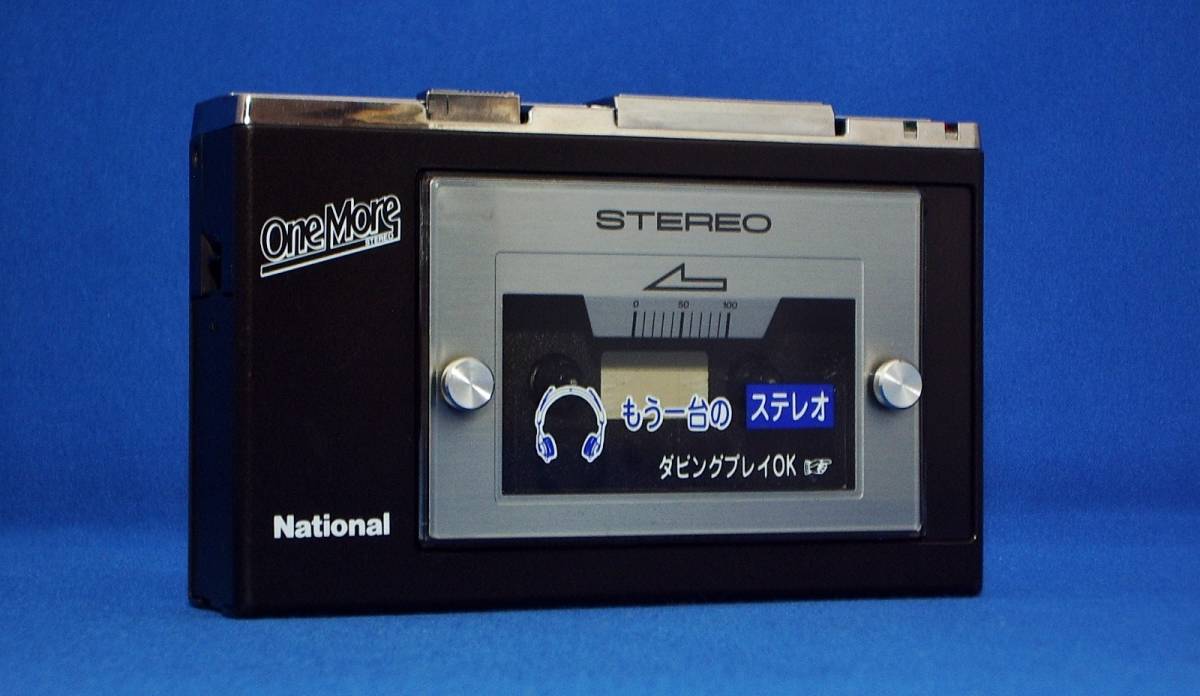 One More
STEREO
STEREO
0 50 100
もう一台の ステレオ
ダビングプレイOK ☞
National